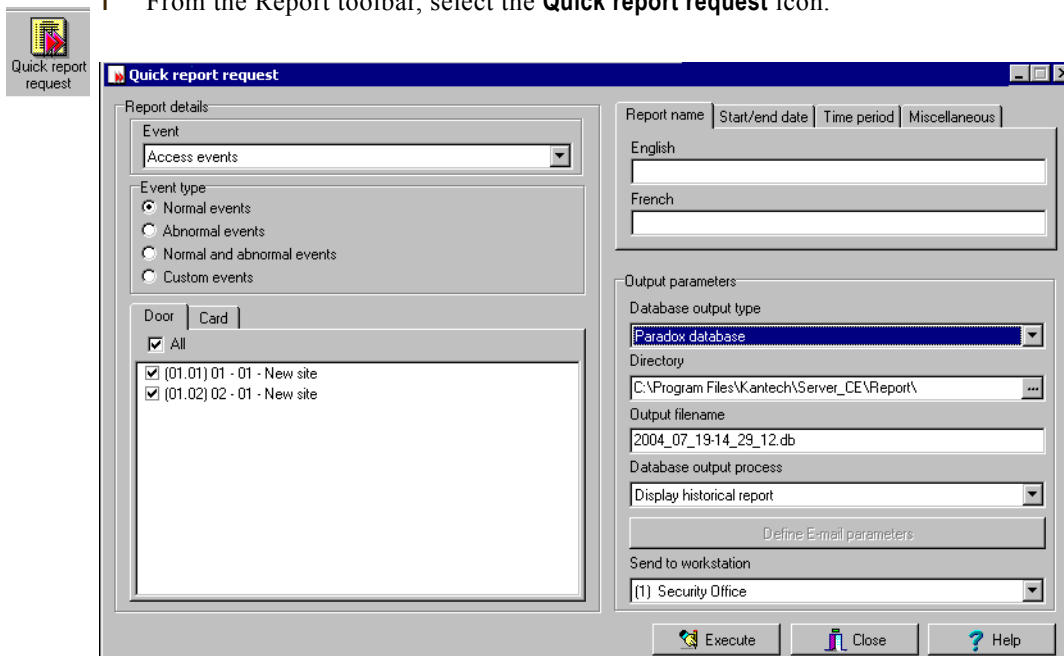 1 From the Report toolbar, select the Quick report request icon.
Quick report
request
Quick report request
Report details
Event
Access events
Event type
Normal events
Abnormal events
Normal and abnormal events
Custom events
Door
Card
All
(01.01) 01 - 01 - New site
(01.02) 02 - 01 - New site
Report name
Start/end date
Time period
Miscellaneous
English
French
Output parameters
Database output type
Paradox database
Directory
C:\Program Files\Kantech\Server_CE\Report\
...
Output filename
2004_07_19-14_29_12.db
Database output process
Display historical report
Define E-mail parameters
Send to workstation
(1) Security Office
Execute
Close
? Help